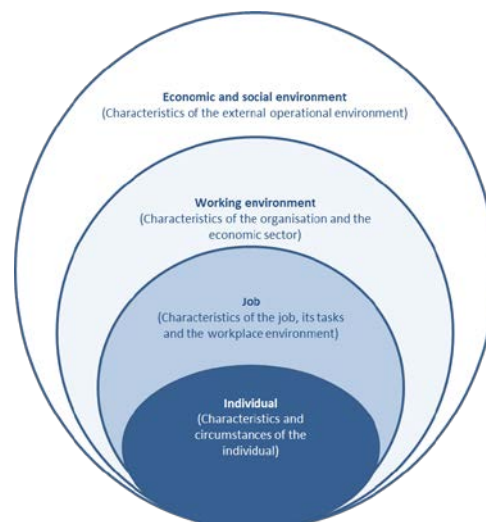 Economic and social environment
(Characteristics of the external operational environment)
Working environment
(Characteristics of the organisation and the
economic sector)
Job
(Characteristics of the job, its tasks
and the workplace environment)
Individual
(Characteristics and
circumstances of the
individual)